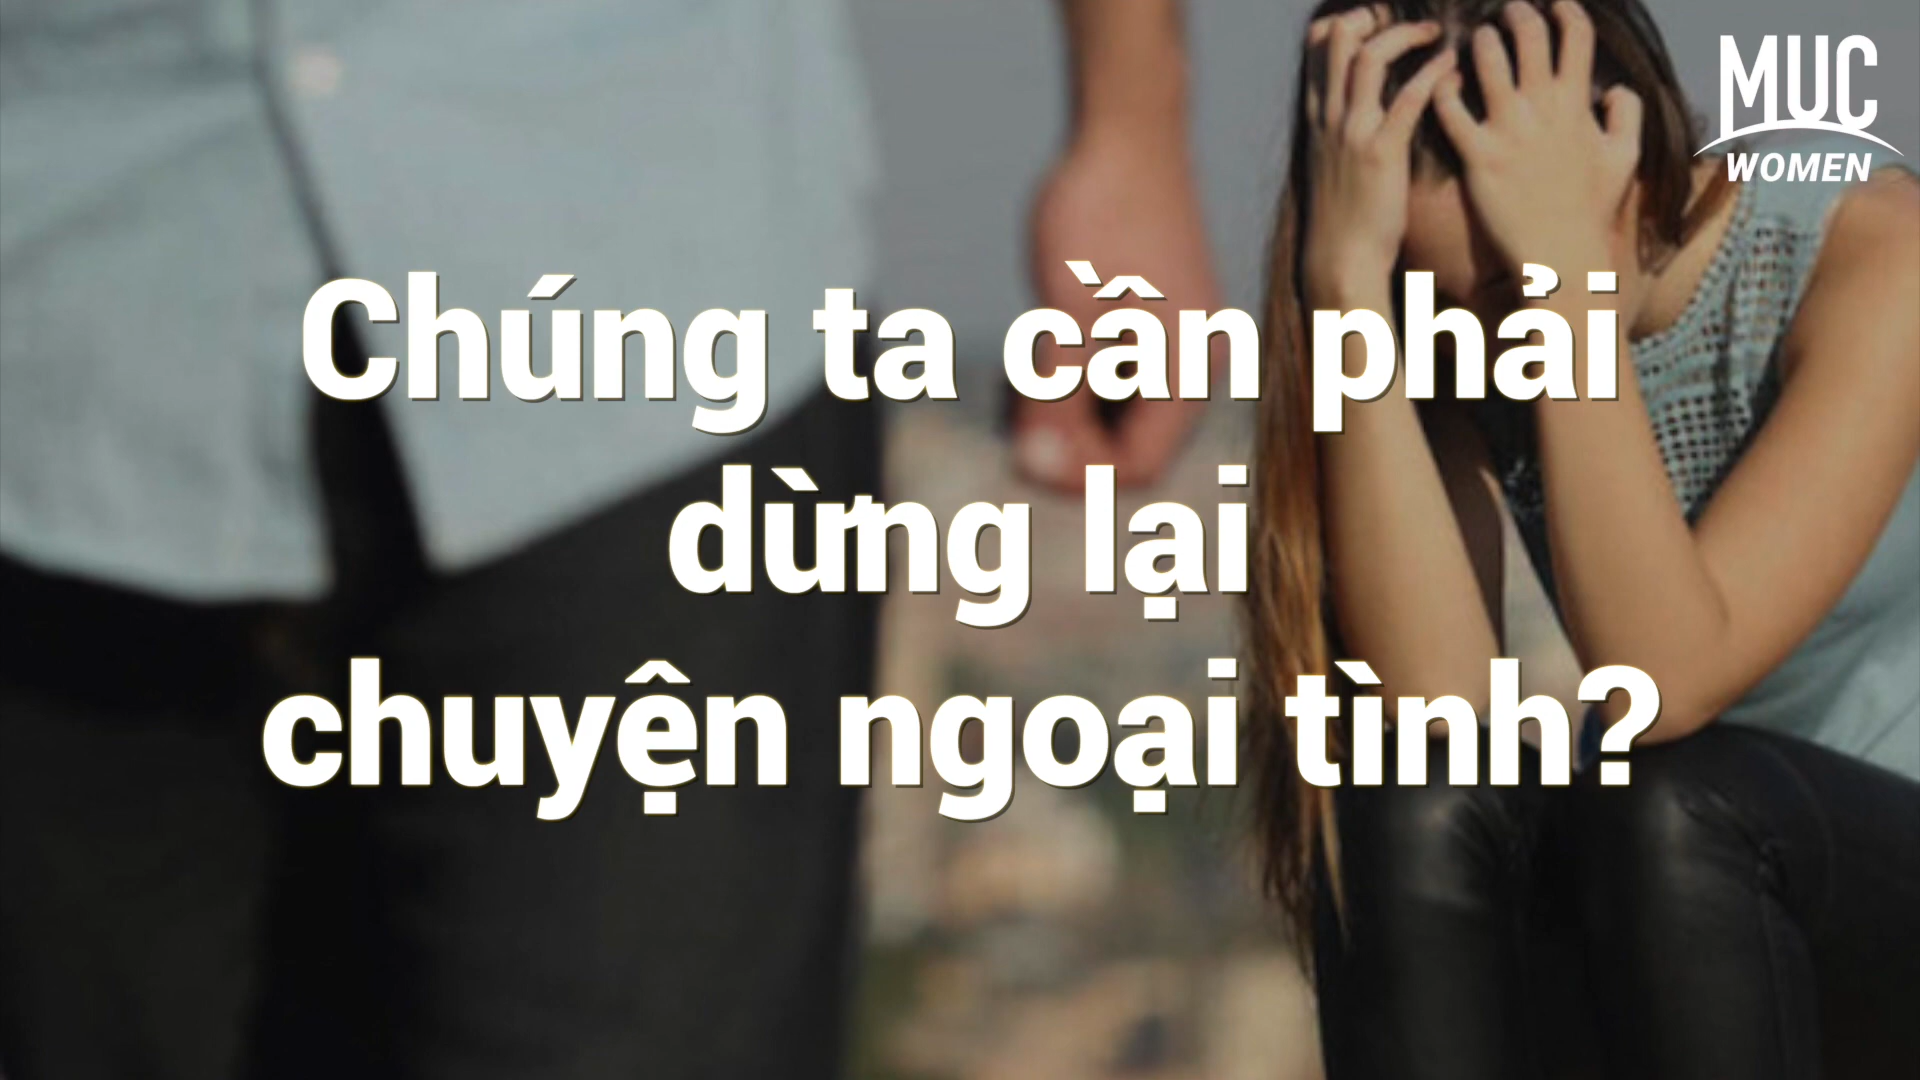 MUC
WOMEN
Chúng ta cần phải
dừng lại
chuyện ngoại tình?